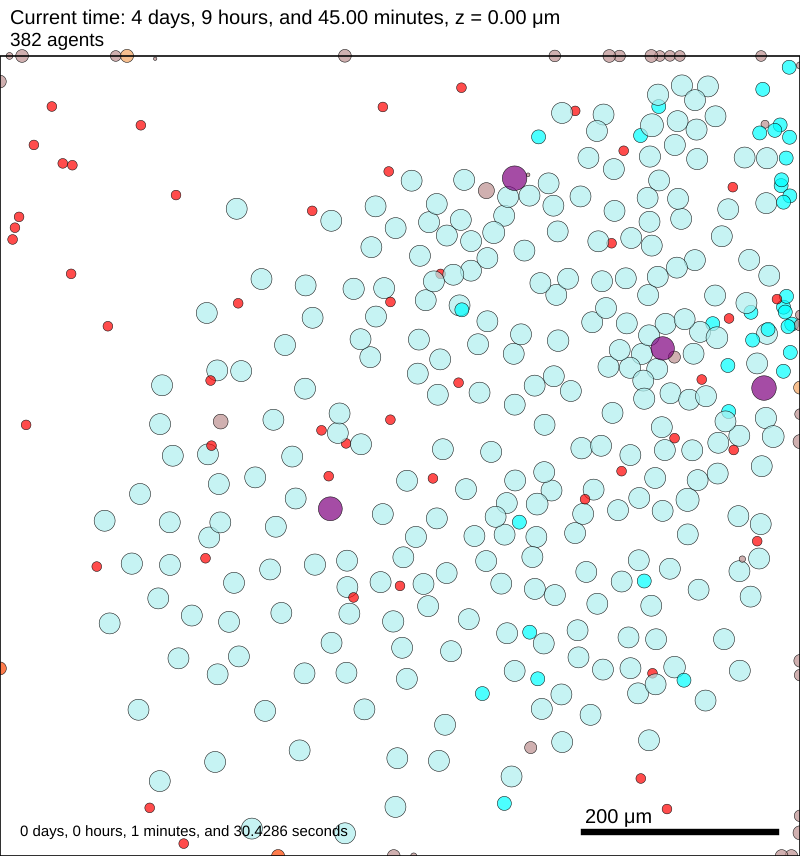 Current time: 4 days, 9 hours, and 45.00 minutes, z = 0.00 μm
382 agents
200 μm
0 days, 0 hours, 1 minutes, and 30.4286 seconds